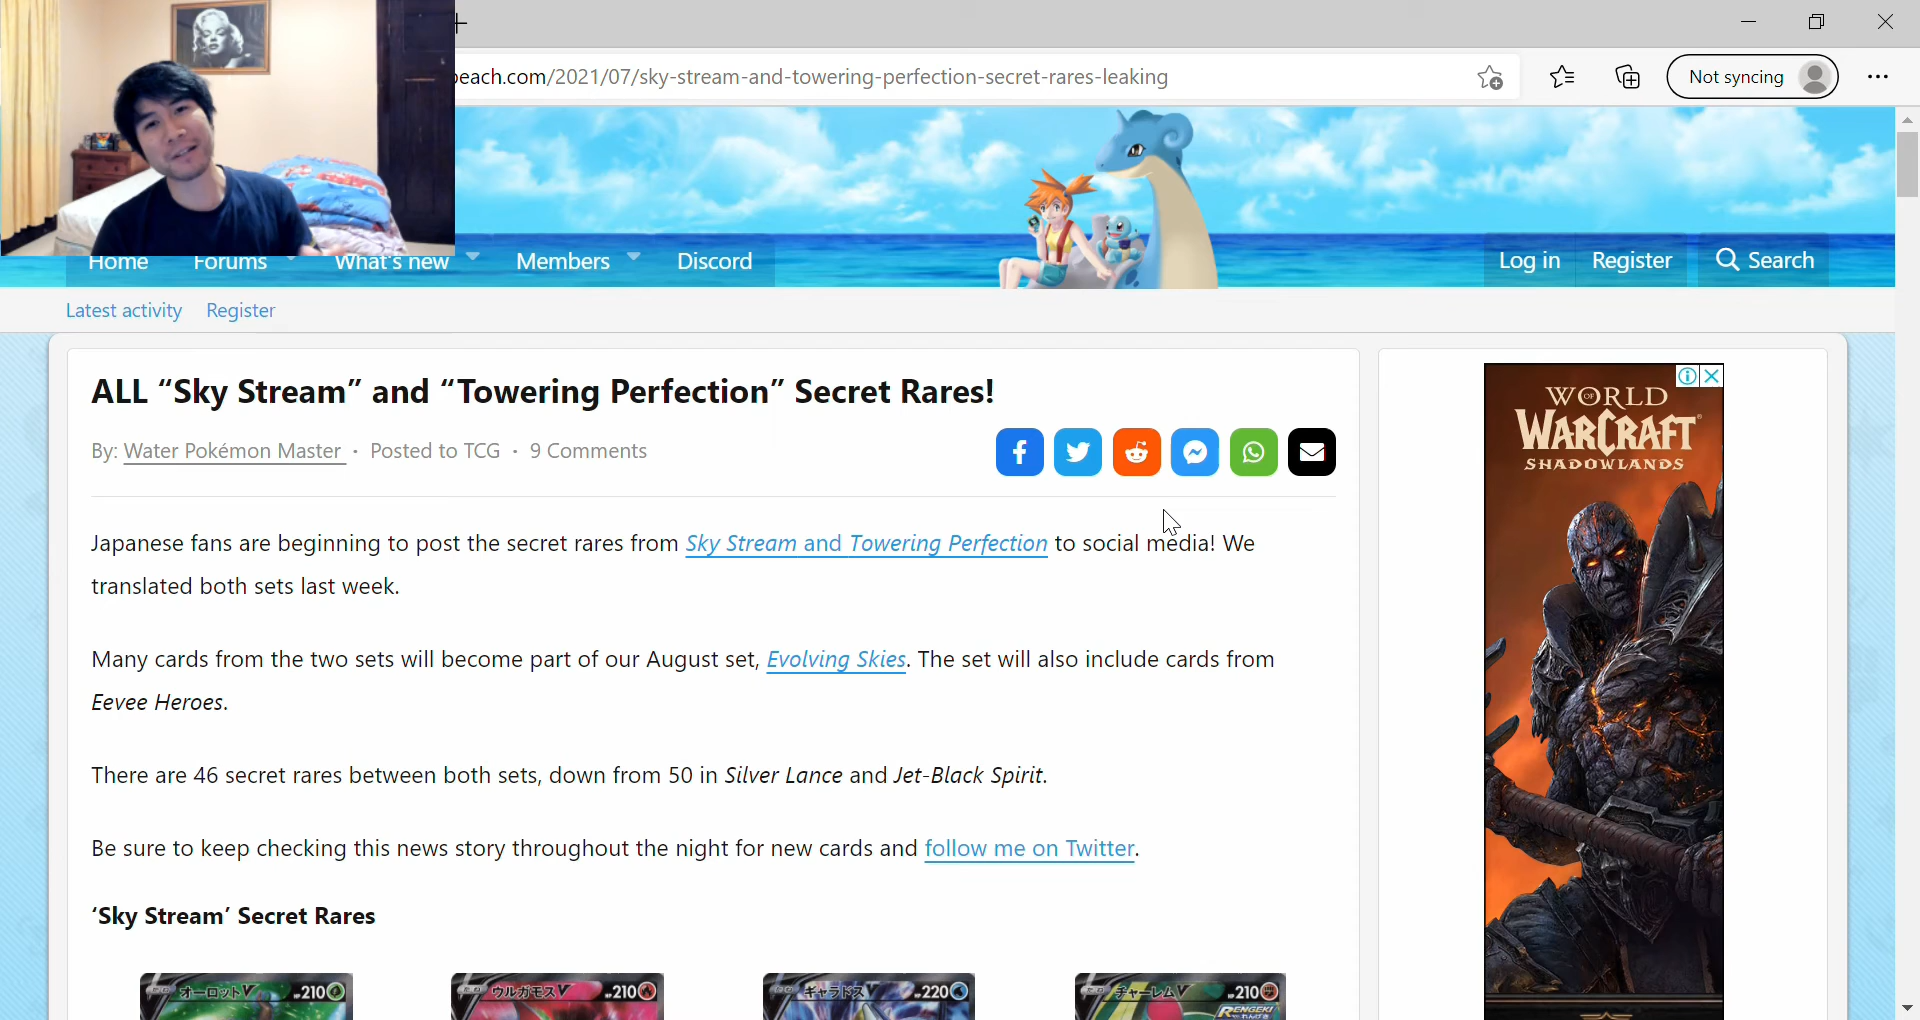 each.com/2021/07/sky-stream-and-towering-perfection-secret-rares-leaking
Not syncing
Home Forums What's new Members Discord Log in Register Search
Latest activity Register
ALL “Sky Stream” and “Towering Perfection” Secret Rares!
By: Water Pokémon Master · Posted to TCG · 9 Comments
Japanese fans are beginning to post the secret rares from Sky Stream and Towering Perfection to social media! We
translated both sets last week.
Many cards from the two sets will become part of our August set, Evolving Skies. The set will also include cards from
Eevee Heroes.
There are 46 secret rares between both sets, down from 50 in Silver Lance and Jet-Black Spirit.
Be sure to keep checking this news story throughout the night for new cards and follow me on Twitter.
‘Sky Stream’ Secret Rares
オーロットV 210 ウルガモスV 210 ギャラドスV 220 チャーレムV 210
RENGEKI
WORLD
OF
WARCRAFT
SHADOWLANDS